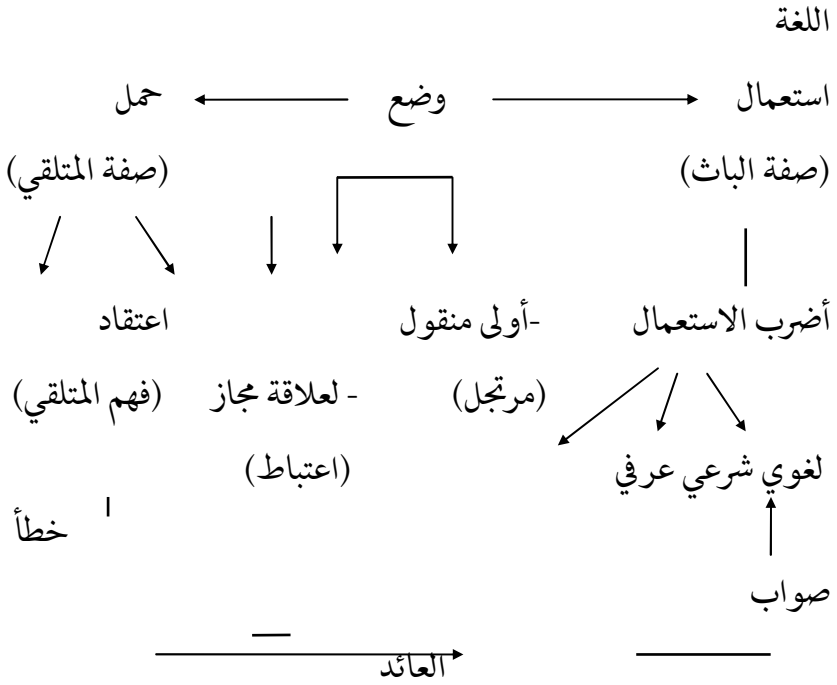 اللغة
استعمال وضع حمل
(صفة الباث) (صفة المتلقي)
أضرب الاستعمال -أولى منقول اعتقاد
(مرتجل) - لعلاقة مجاز (فهم المتلقي)
لغوي شرعي عرفي (اعتباط)
خطأ
صواب
العائد